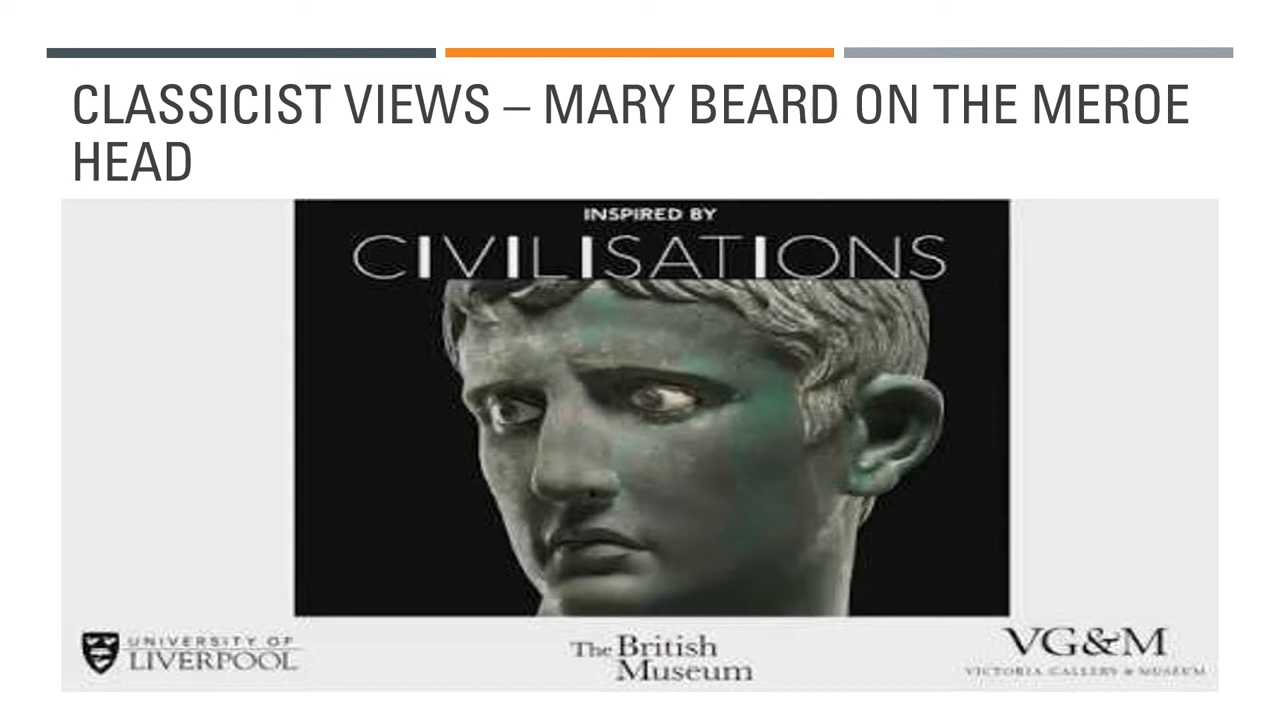 CLASSICIST VIEWS – MARY BEARD ON THE MEROE
HEAD
INSPIRED BY
CIVILISATIONS
UNIVERSITY OF
LIVERPOOL
The British
Museum
VG&M
VICTORIA GALLERY & MUSEUM